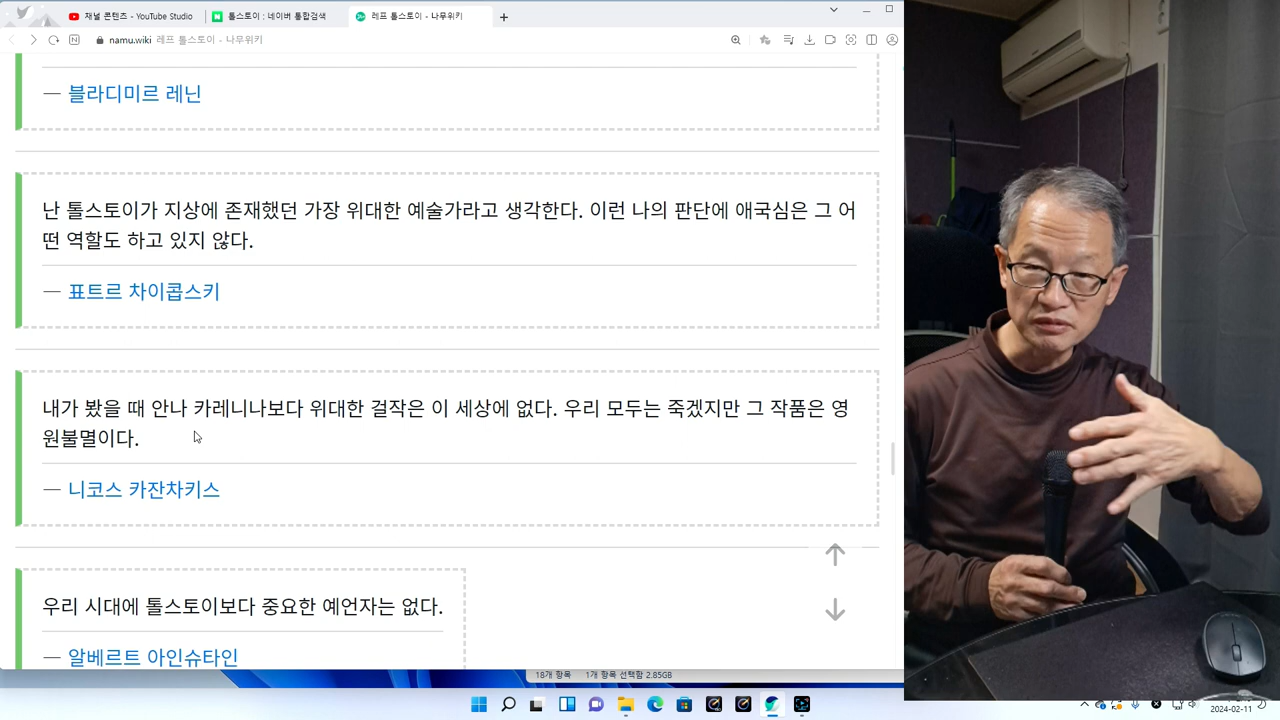 재널 콘텐츠 - YouTube Studio
톨스토이 : 네이버 통합검색
레프 톨스토이 - 나무위키
namu.wiki 레프 톨스토이 - 나무위키
— 블라디미르 레닌
난 톨스토이가 지상에 존재했던 가장 위대한 예술가라고 생각한다. 이런 나의 판단에 애국심은 그 어
떤 역할도 하고 있지 않다.
— 표트르 차이콥스키
내가 봤을 때 안나 카레니나보다 위대한 걸작은 이 세상에 없다. 우리 모두는 죽겠지만 그 작품은 영
원불멸이다.
— 니코스 카잔차키스
우리 시대에 톨스토이보다 중요한 예언자는 없다.
— 알베르트 아인슈타인
18개 항목 1개 항목 선택함 2.85GB
2024-02-11